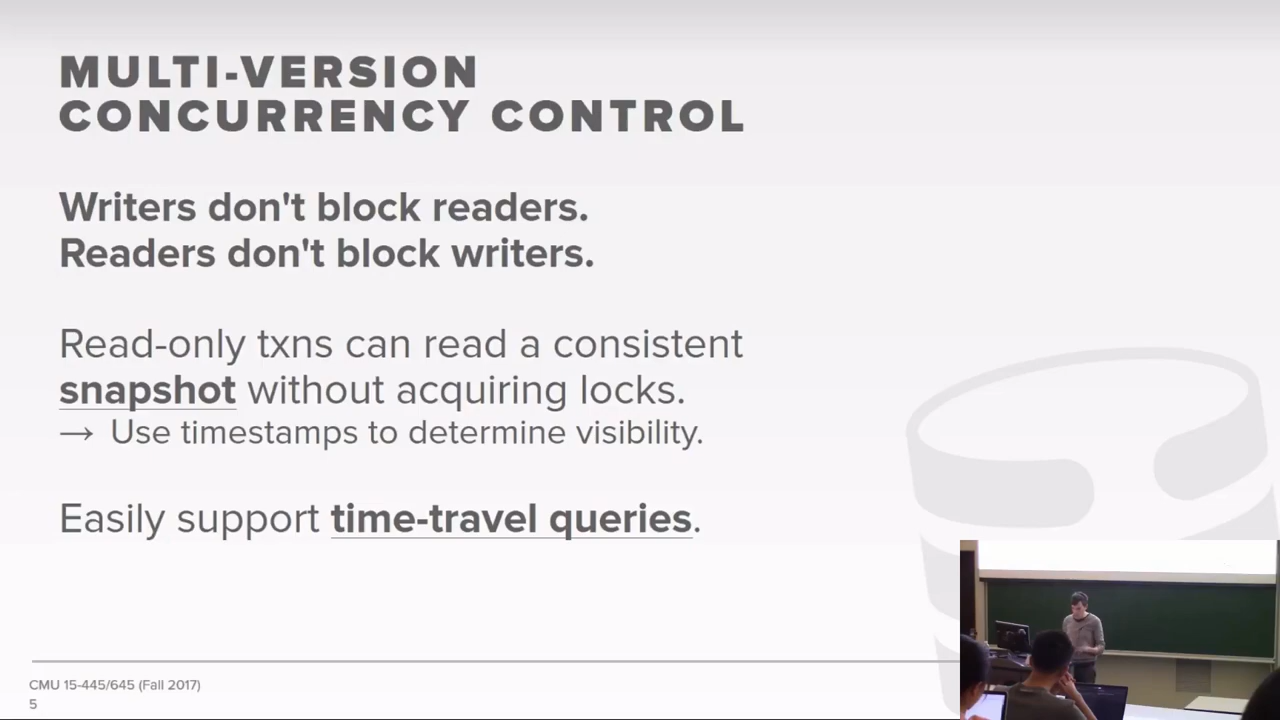 MULTI-VERSION
CONCURRENCY CONTROL
Writers don't block readers.
Readers don't block writers.
Read-only txns can read a consistent
snapshot without acquiring locks.
→ Use timestamps to determine visibility.
Easily support time-travel queries.
CMU 15-445/645 (Fall 2017)
5